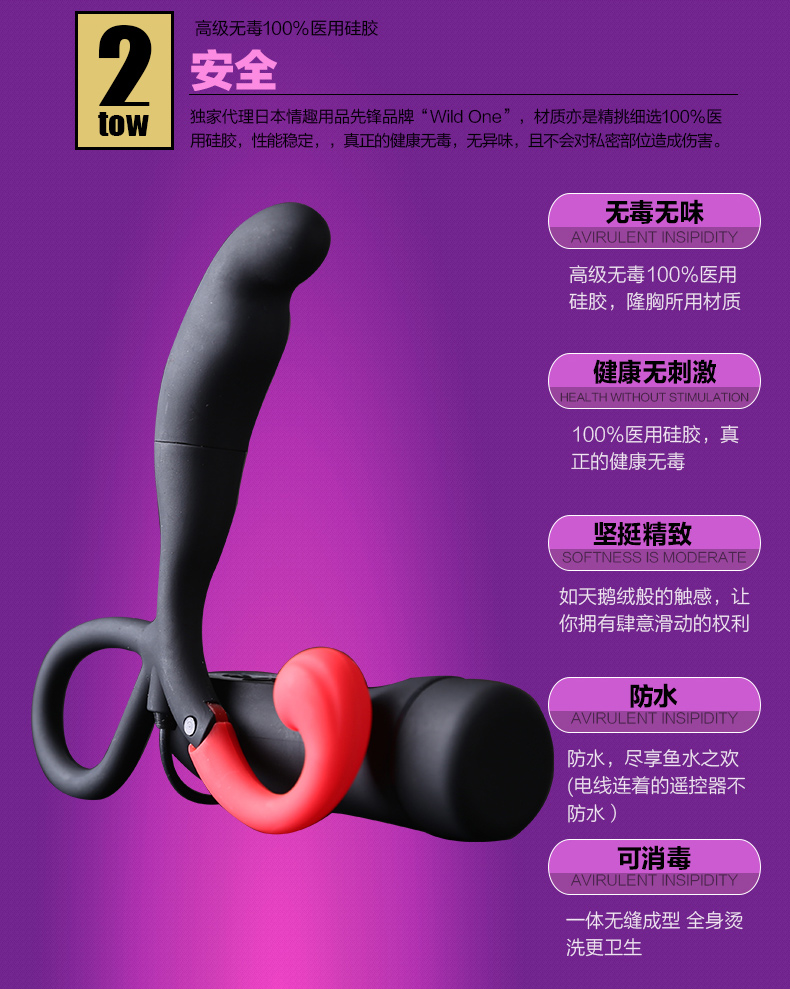 2
tow
高级无毒100%医用硅胶
安全
独家代理日本情趣用品先锋品牌“Wild One”，材质亦是精挑细选100%医
用硅胶，性能稳定，，真正的健康无毒，无异味，且不会对私密部位造成伤害。
无毒无味
AVIRULENT INSIPIDITY
高级无毒100%医用
硅胶，隆胸所用材质
健康无刺激
HEALTH WITHOUT STIMULATION
100%医用硅胶，真
正的健康无毒
坚挺精致
SOFTNESS IS MODERATE
如天鹅绒般的触感，让
你拥有肆意滑动的权利
防水
AVIRULENT INSIPIDITY
防水，尽享鱼水之欢
(电线连着的遥控器不
防水）
可消毒
AVIRULENT INSIPIDITY
一体无缝成型 全身烫
洗更卫生